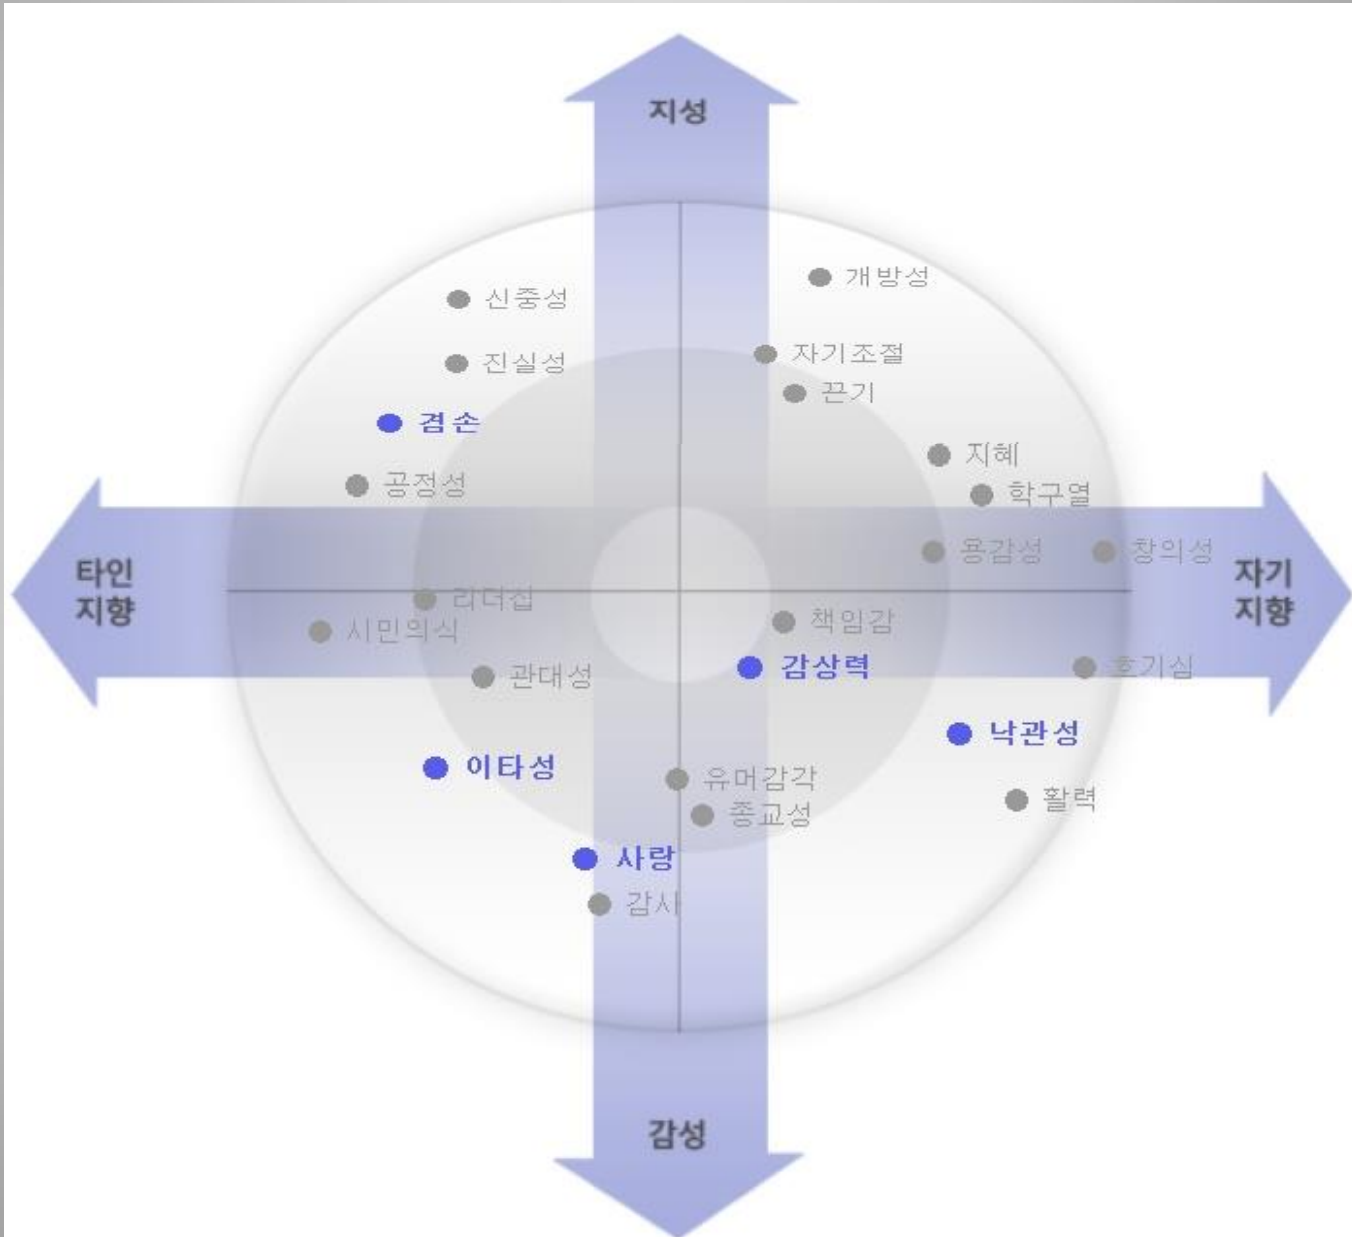 지성
개방성
신중성
자기조절
진실성
끈기
겸손
지혜
공정성
학구열
용감성
창의성
타인
지향
자기
지향
리더십
책임감
시민의식
감상력
호기심
관대성
낙관성
이타성
유머감각
활력
종교성
사랑
감사
감성